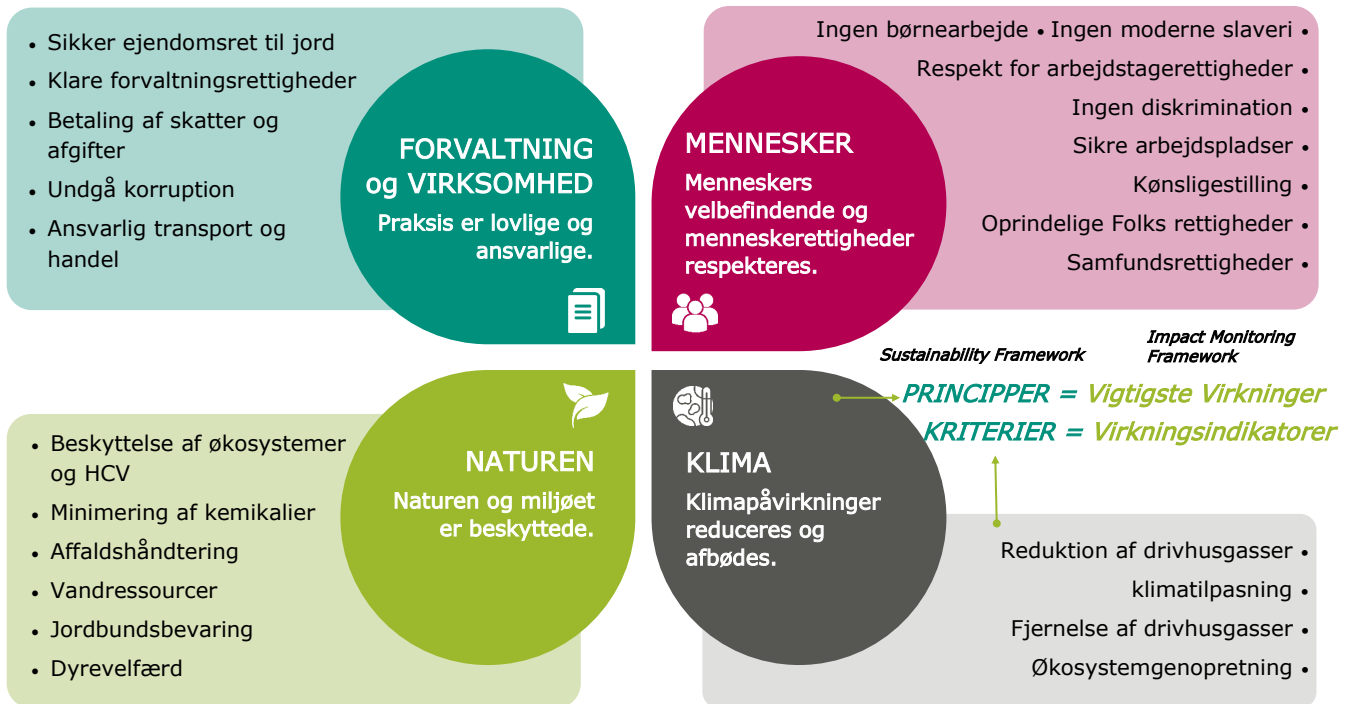 • Sikker ejendomsret til jord
• Klare forvaltningsrettigheder
• Betaling af skatter og
afgifter
• Undgå korruption
• Ansvarlig transport og
handel
FORVALTNING
og VIRKSOMHED
Praksis er lovlige og
ansvarlige.
MENNESKER
Menneskers
velbefindende og
menneskerettigheder
respekteres.
Ingen børnearbejde • Ingen moderne slaveri •
Respekt for arbejdstagerettigheder •
Ingen diskrimination •
Sikre arbejdspladser •
Kønsligestilling •
Oprindelige Folks rettigheder •
Samfundsrettigheder •
• Beskyttelse af økosystemer
og HCV
• Minimering af kemikalier
• Affaldshåndtering
• Vandressourcer
• Jordbundsbevaring
• Dyrevelfærd
NATUREN
Naturen og miljøet
er beskyttede.
KLIMA
Klimapåvirkninger
reduceres og
afbødes.
Sustainability Framework
Impact Monitoring
Framework
PRINCIPPER = Vigtigste Virkninger
KRITERIER = Virkningsindikatorer
Reduktion af drivhusgasser •
klimatilpasning •
Fjernelse af drivhusgasser •
Økosystemgenopretning •